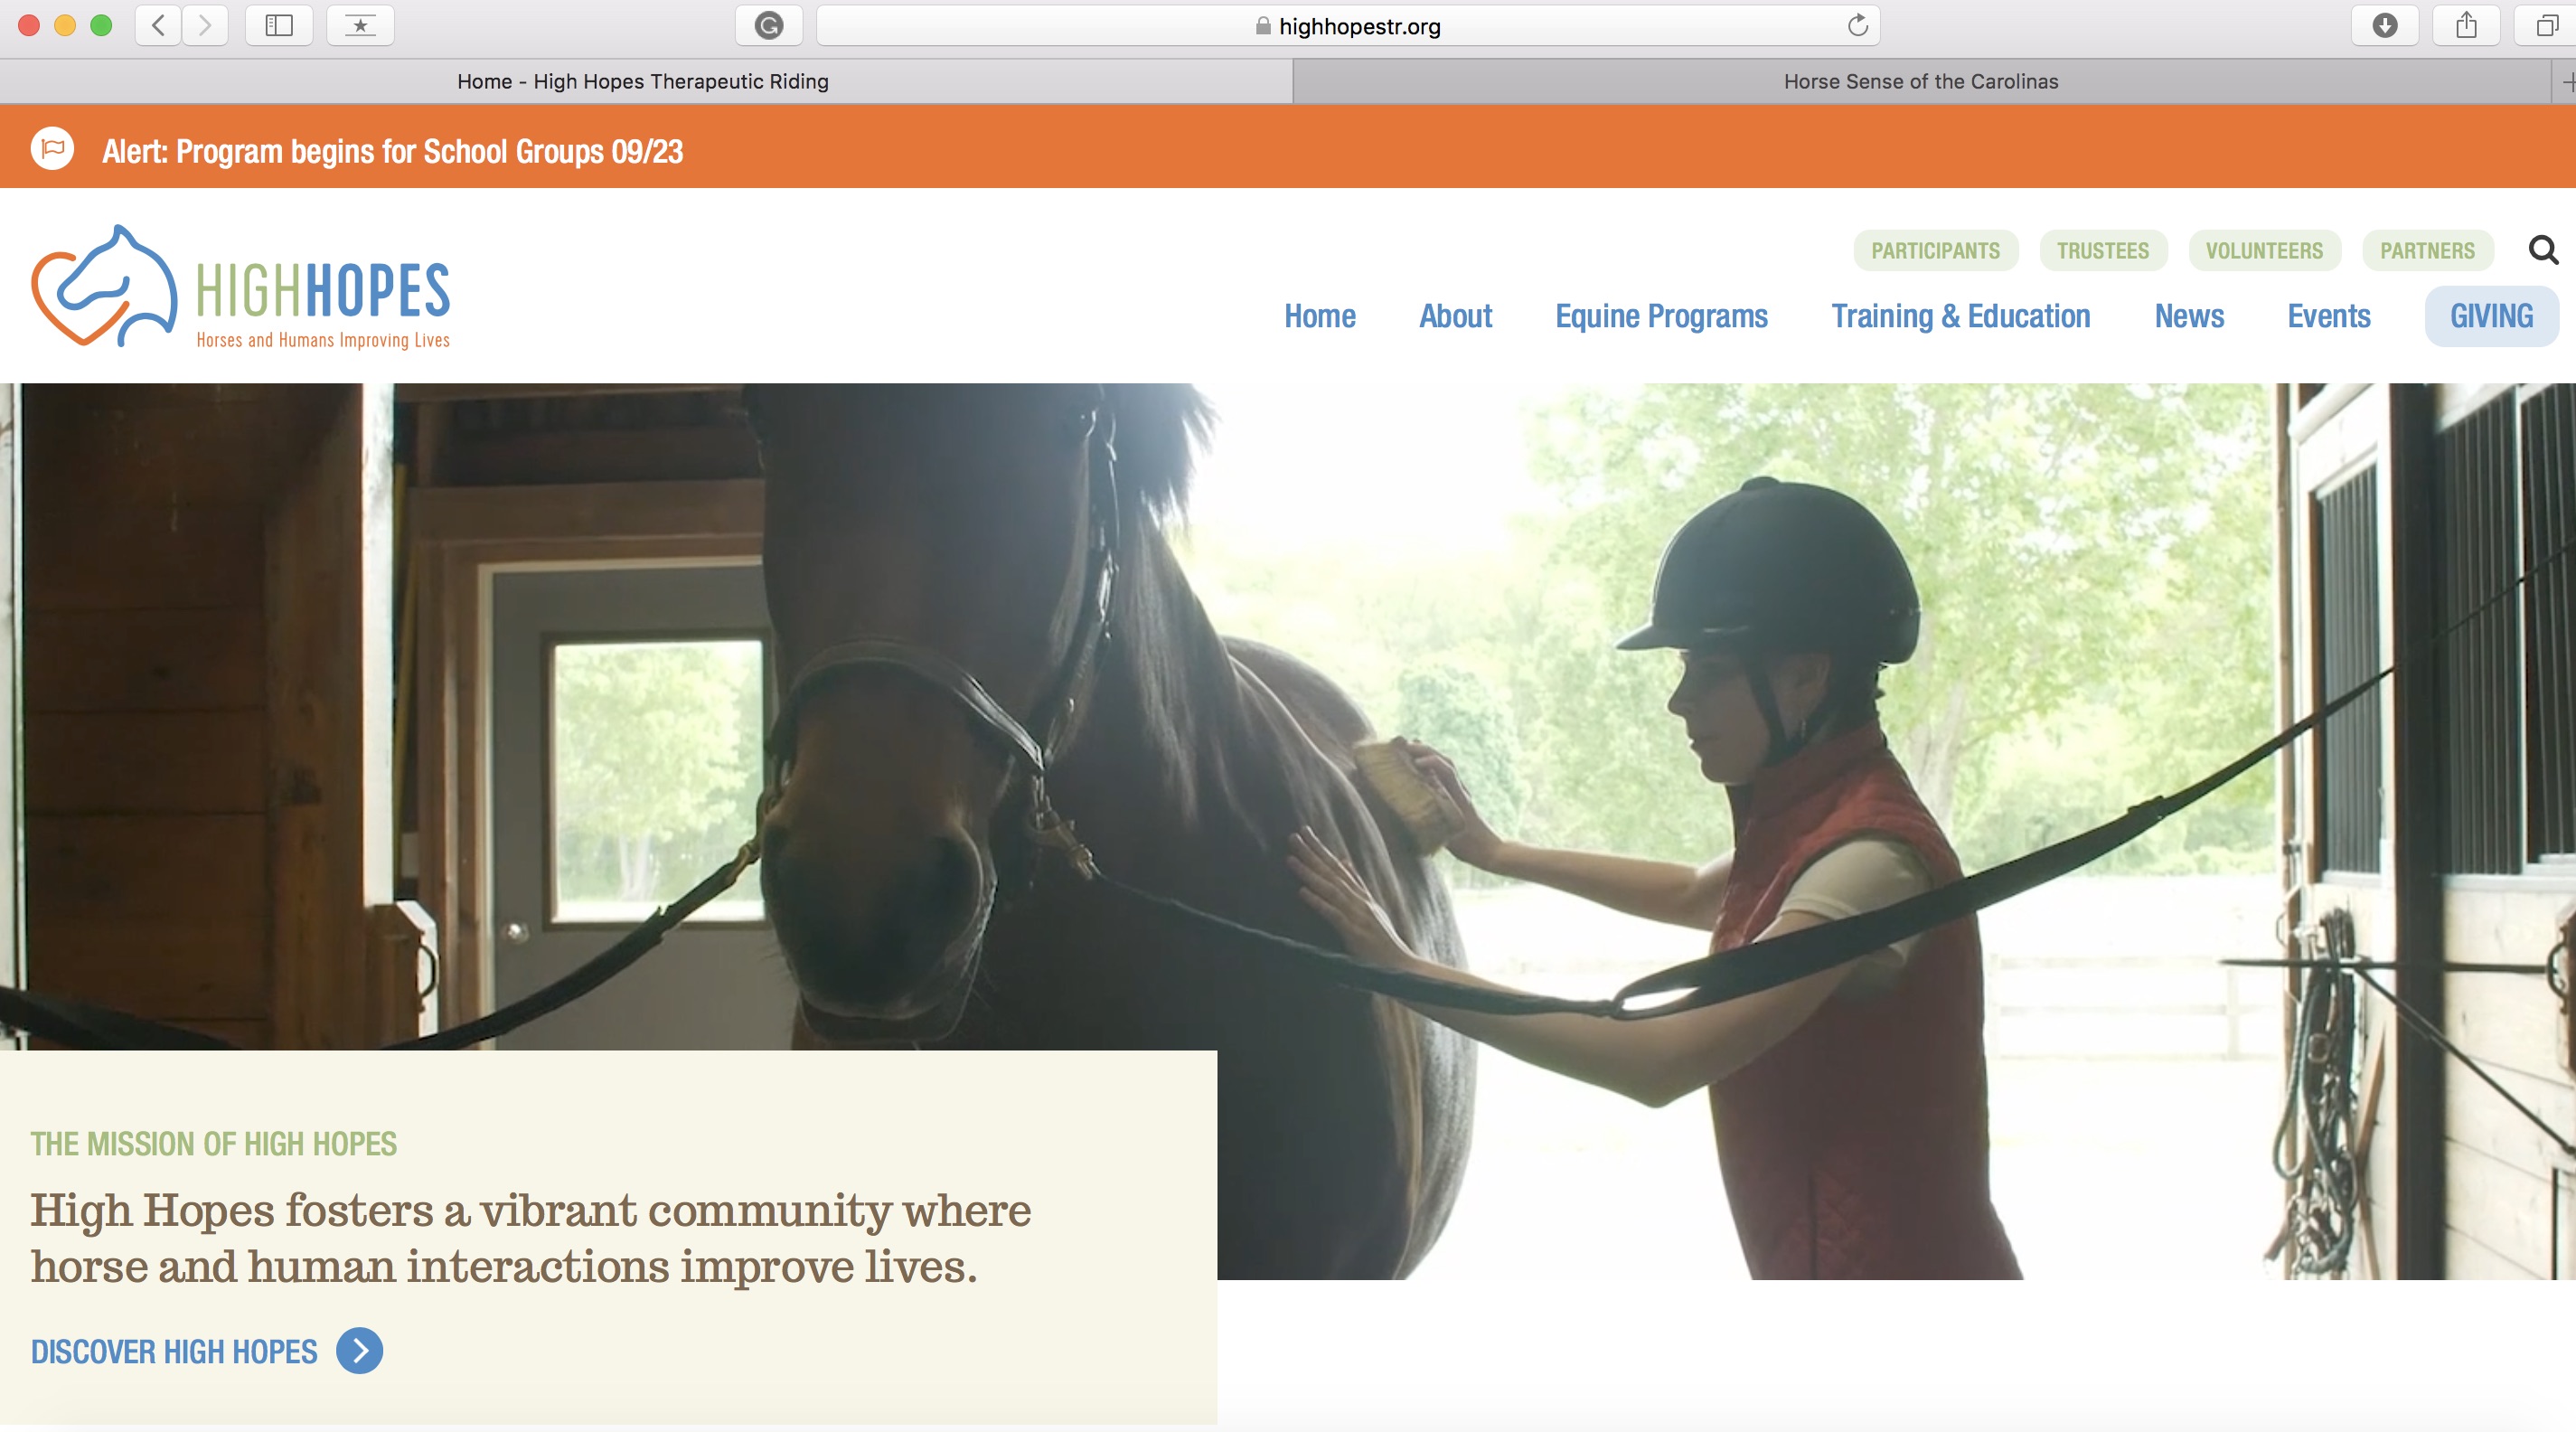 highhopestr.org
Home - High Hopes Therapeutic Riding
Horse Sense of the Carolinas
Alert: Program begins for School Groups 09/23
HIGHHOPES
Horses and Humans Improving Lives
PARTICIPANTS
TRUSTEES
VOLUNTEERS
PARTNERS
Home
About
Equine Programs
Training & Education
News
Events
GIVING
THE MISSION OF HIGH HOPES
High Hopes fosters a vibrant community where
horse and human interactions improve lives.
DISCOVER HIGH HOPES